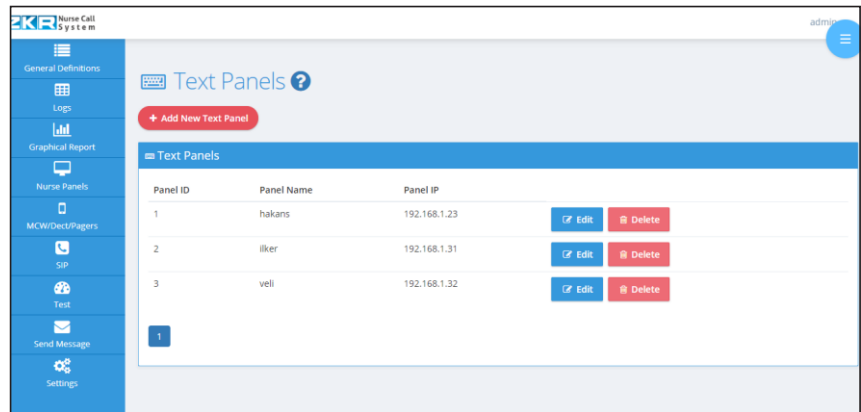 ZKR Nurse Call
System
General Definitions
Logs
Graphical Report
Nurse Panels
MCW/Dect/Pagers
SIP
Test
Send Message
Settings
Text Panels ?
+ Add New Text Panel
Text Panels
Panel ID Panel Name Panel IP
1 hakans 192.168.1.23 Edit Delete
2 ilker 192.168.1.31 Edit Delete
3 veli 192.168.1.32 Edit Delete
1